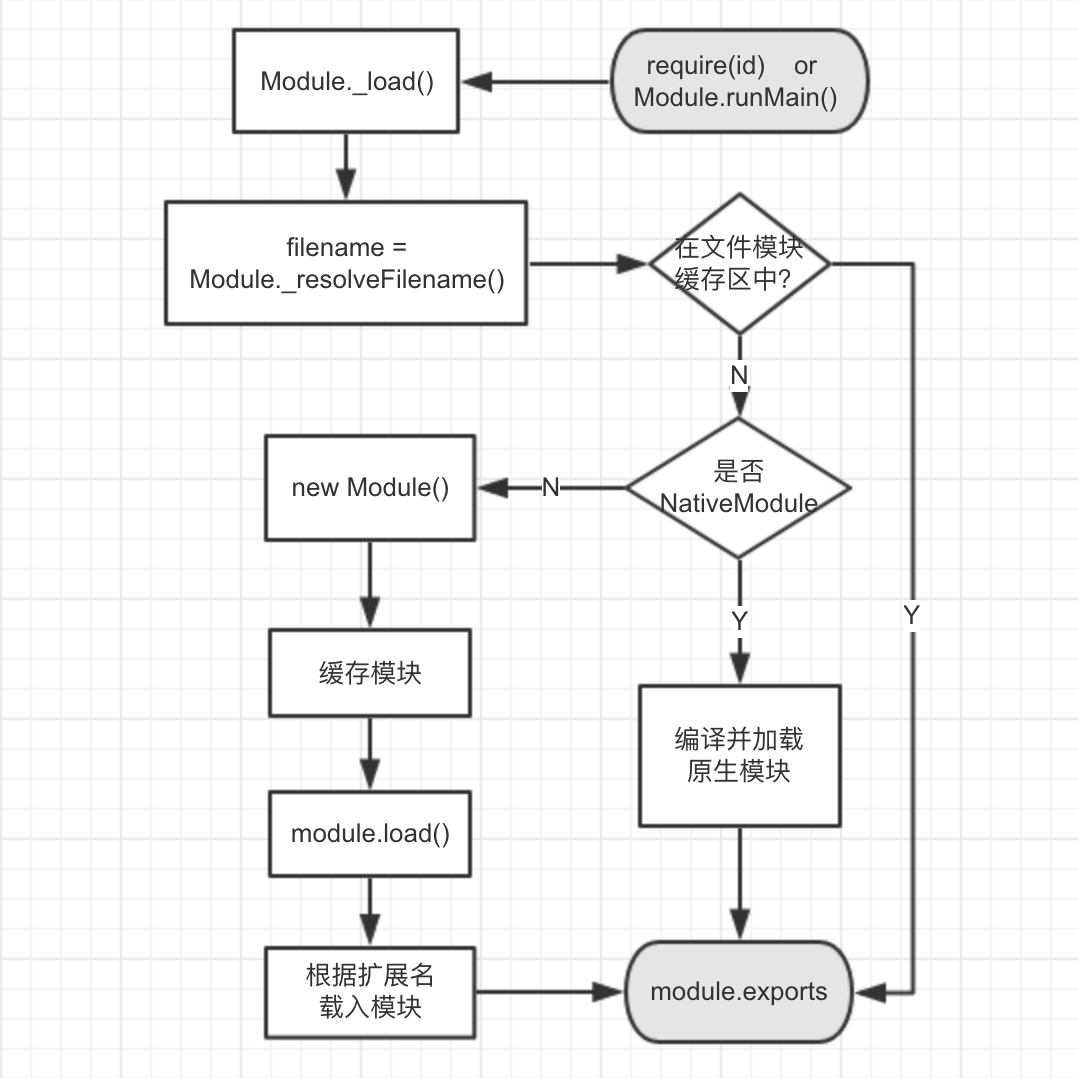 Module._load()
require(id) or
Module.runMain()
filename =
Module._resolveFilename()
在文件模块
缓存区中?
N
new Module()
N
是否
NativeModule
Y
Y
缓存模块
编译并加载
原生模块
module.load()
根据扩展名
载入模块
module.exports